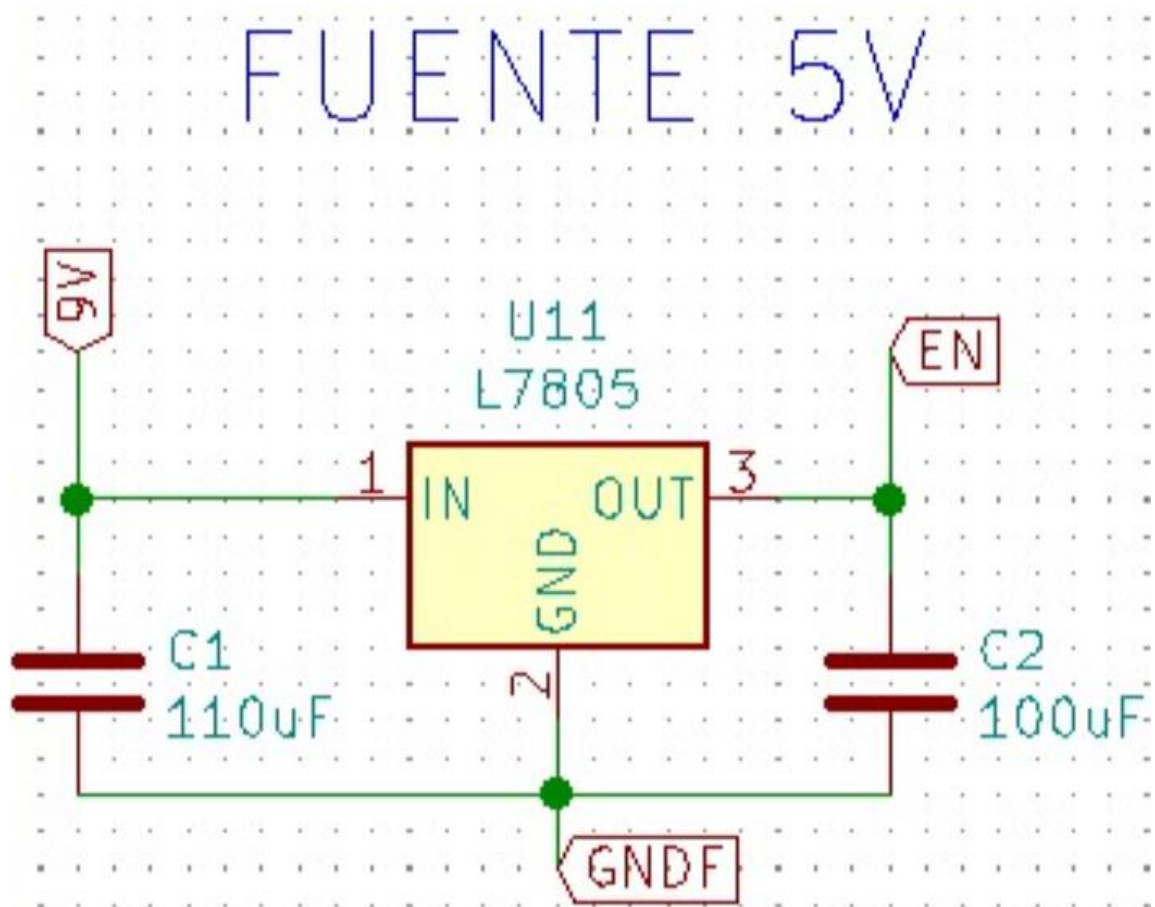 FUENTE 5V
9V
U11
L7805
EN
1
IN
OUT
3
GND
2
C1
110uF
C2
100uF
GNDF